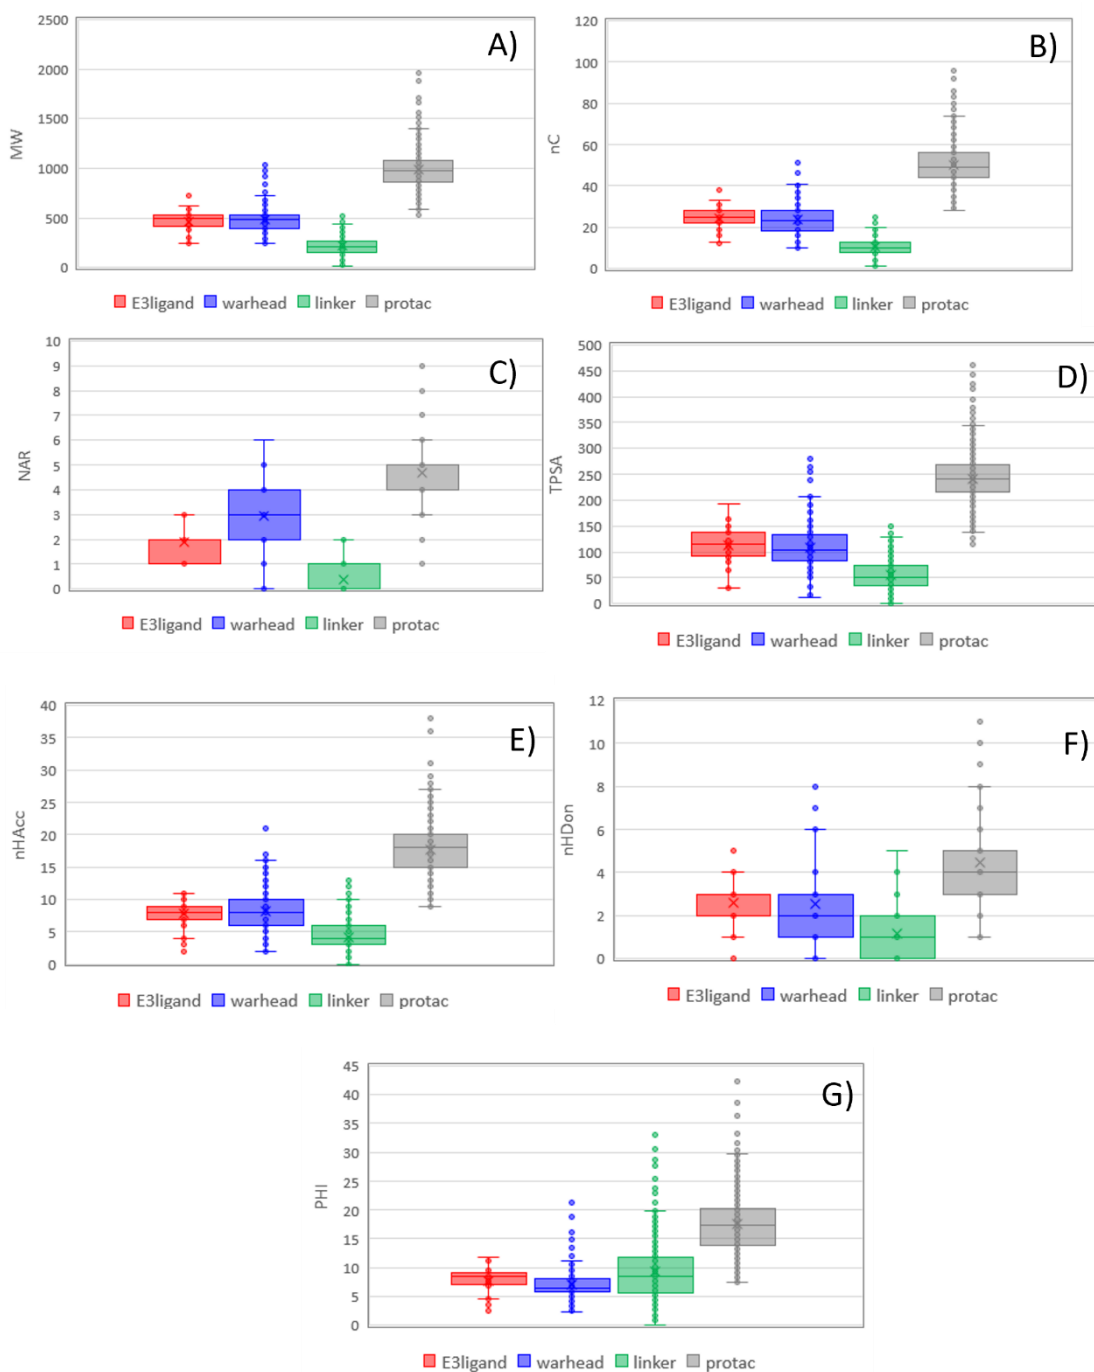 A)
MW
2500
2000
1500
1000
500
0
E3ligand warhead linker protac
B)
nC
120
100
80
60
40
20
0
E3ligand warhead linker protac
C)
NAR
10
9
8
7
6
5
4
3
2
1
0
E3ligand warhead linker protac
D)
TPSA
500
450
400
350
300
250
200
150
100
50
0
E3ligand warhead linker protac
E)
nHAcc
40
35
30
25
20
15
10
5
0
E3ligand warhead linker protac
F)
nHDon
12
10
8
6
4
2
0
E3ligand warhead linker protac
G)
PHI
45
40
35
30
25
20
15
10
5
0
E3ligand warhead linker protac